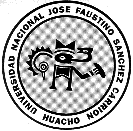 UNIVERSIDAD NACIONAL JOSE FAUSTINO SANCHEZ CARRION
HUACHO